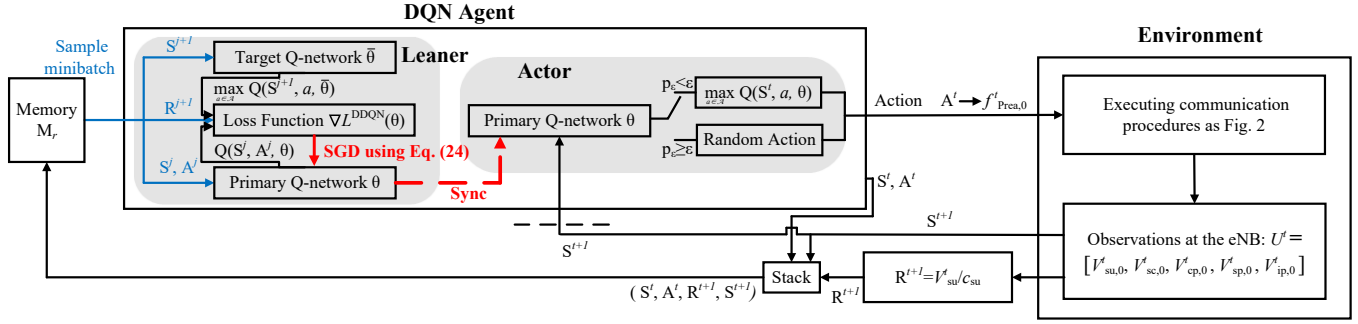 DQN Agent
Environment
Leaner
Actor
Sample
minibatch
Memory
M_r
S^{j+1}
R^{j+1}
S^j, A^j
Target Q-network θ̄
max_{a∈𝒜} Q(S^{j+1}, a, θ̄)
Loss Function ∇L^{DDQN}(θ)
Q(S^j, A^j, θ)
SGD using Eq. (24)
Primary Q-network θ
Sync
Primary Q-network θ
p_ε<ε
max_{a∈𝒜} Q(S^t, a, θ)
p_ε≥ε
Random Action
Action
A^t → f^t_{Prea,0}
Executing communication
procedures as Fig. 2
S^t, A^t
S^{t+1}
S^{t+1}
Observations at the eNB: U^t =
[V^t_{su,0}, V^t_{sc,0}, V^t_{cp,0}, V^t_{sp,0}, V^t_{ip,0}]
R^{t+1}=V^t_{su}/c_{su}
R^{t+1}
Stack
( S^t, A^t, R^{t+1}, S^{t+1})